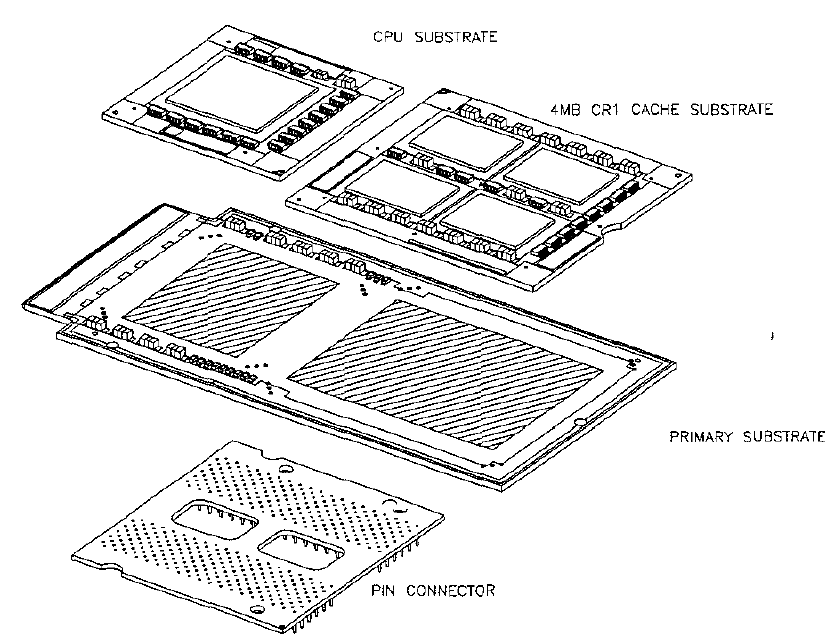 CPU SUBSTRATE
4MB CR1 CACHE SUBSTRATE
PRIMARY SUBSTRATE
PIN CONNECTOR